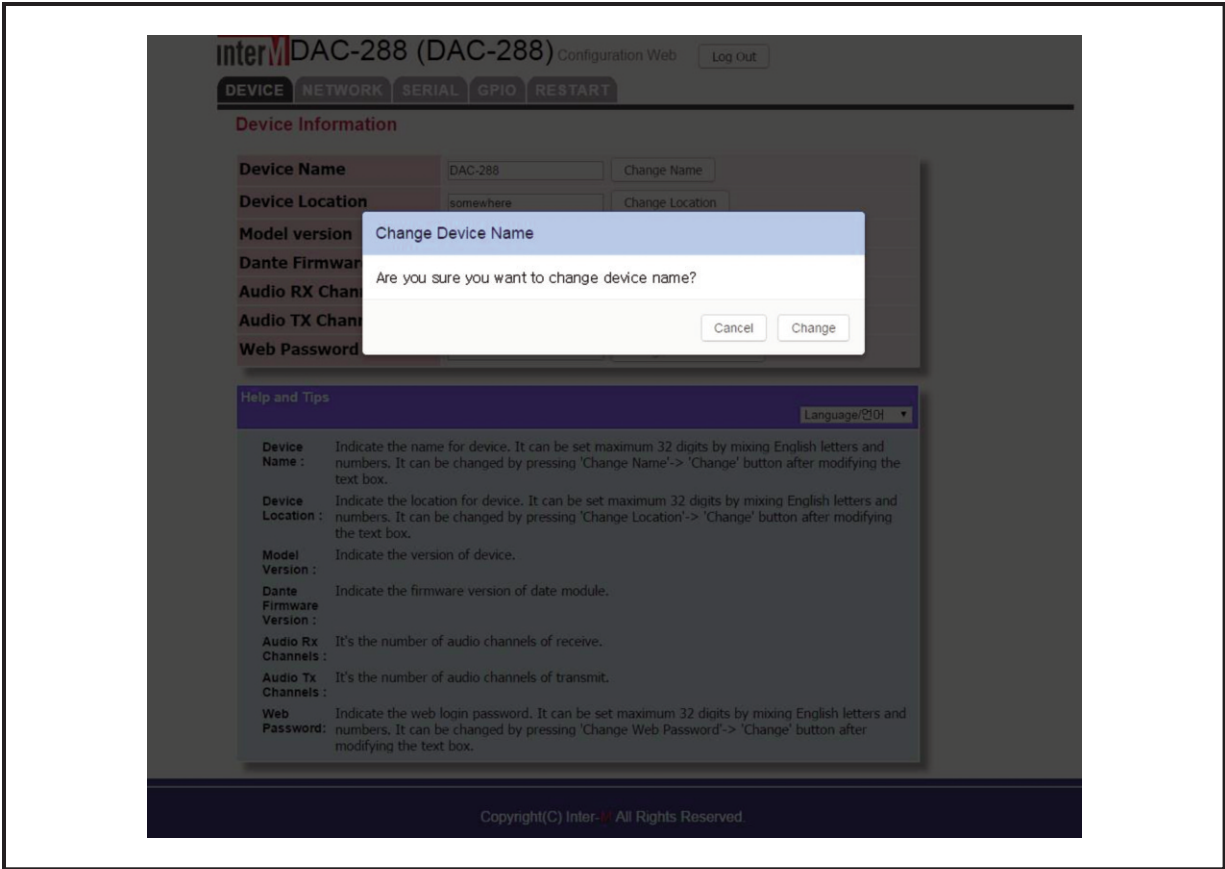 interM DAC-288 (DAC-288) Configuration Web Log Out
DEVICE NETWORK SERIAL GPIO RESTART
Device Information
Device Name DAC-288 Change Name
Device Location somewhere Change Location
Model version
Change Device Name
Dante Firmwar
Are you sure you want to change device name?
Audio RX Chann
Audio TX Chann
Cancel Change
Web Password
Help and Tips
Language/언어
Device Name : Indicate the name for device. It can be set maximum 32 digits by mixing English letters and
numbers. It can be changed by pressing 'Change Name'-> 'Change' button after modifying the
text box.
Device Location : Indicate the location for device. It can be set maximum 32 digits by mixing English letters and
numbers. It can be changed by pressing 'Change Location'-> 'Change' button after modifying
the text box.
Model Version : Indicate the version of device.
Dante Firmware Version : Indicate the firmware version of date module.
Audio Rx Channels : It's the number of audio channels of receive.
Audio Tx Channels : It's the number of audio channels of transmit.
Web Password: Indicate the web login password. It can be set maximum 32 digits by mixing English letters and
numbers. It can be changed by pressing 'Change Web Password'-> 'Change' button after
modifying the text box.
Copyright(C) Inter-M All Rights Reserved.